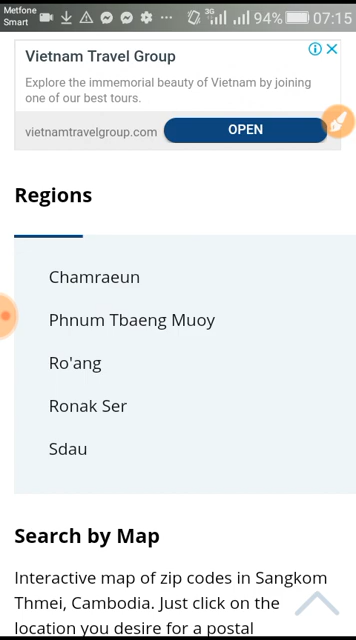 Metfone
Smart
3G
94%
07:15
Vietnam Travel Group
Explore the immemorial beauty of Vietnam by joining
one of our best tours.
vietnamtravelgroup.com
OPEN
Regions
Chamraeun
Phnum Tbaeng Muoy
Ro'ang
Ronak Ser
Sdau
Search by Map
Interactive map of zip codes in Sangkom
Thmei, Cambodia. Just click on the
location you desire for a postal